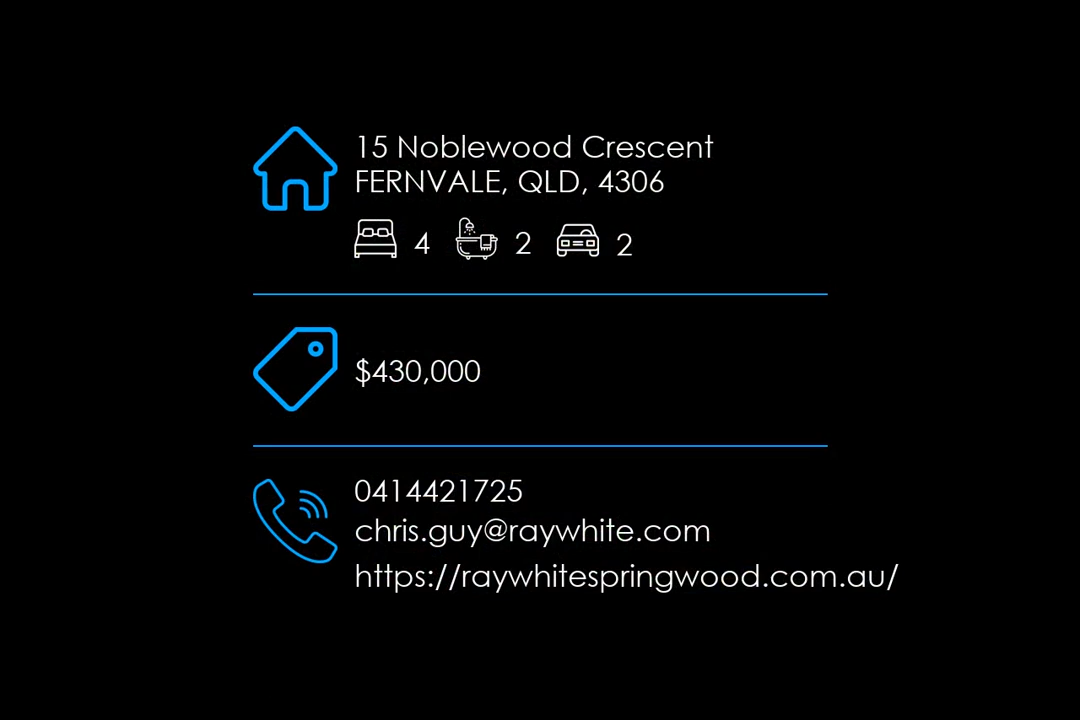 15 Noblewood Crescent
FERNVALE, QLD, 4306
4 2 2
$430,000
0414421725
chris.guy@raywhite.com
https://raywhitespringwood.com.au/